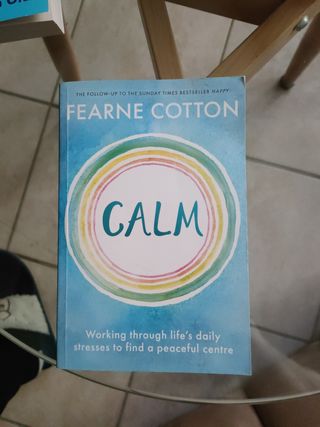 THE FOLLOW-UP TO THE SUNDAY TIMES BESTSELLER HAPPY
FEARNE COTTON
CALM
Working through life's daily
stresses to find a peaceful centre